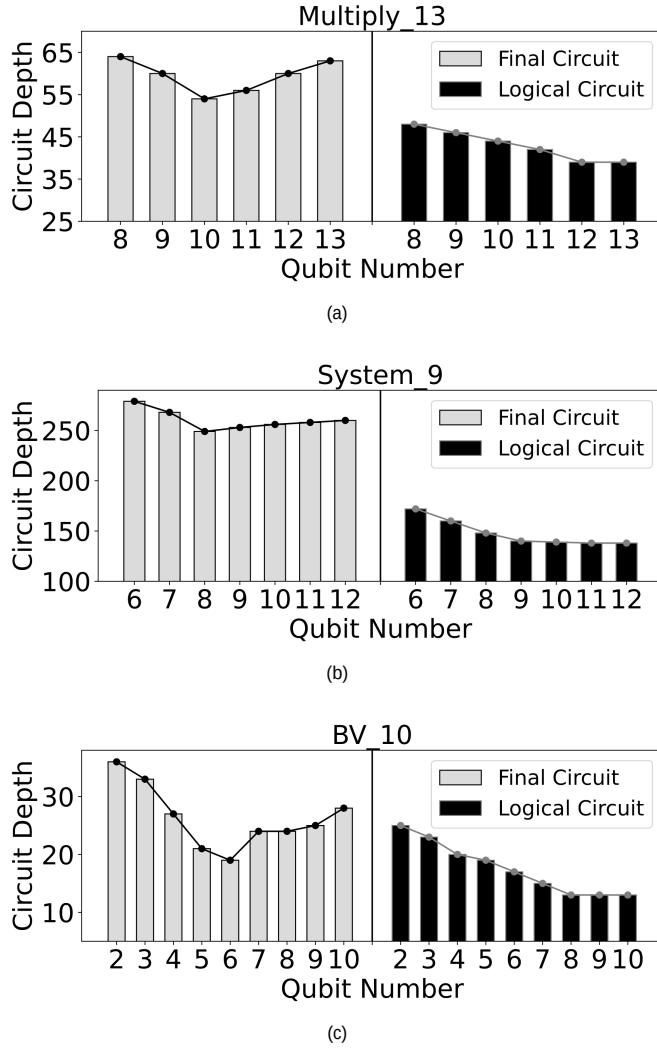 Multiply_13
Circuit Depth
65
55
45
35
25
Final Circuit
Logical Circuit
8 9 10 11 12 13 8 9 10 11 12 13
Qubit Number
(a)
System_9
Circuit Depth
250
200
150
100
Final Circuit
Logical Circuit
6 7 8 9 10 11 12 6 7 8 9 10 11 12
Qubit Number
(b)
BV_10
Circuit Depth
30
20
10
Final Circuit
Logical Circuit
2 3 4 5 6 7 8 9 10 2 3 4 5 6 7 8 9 10
Qubit Number
(c)